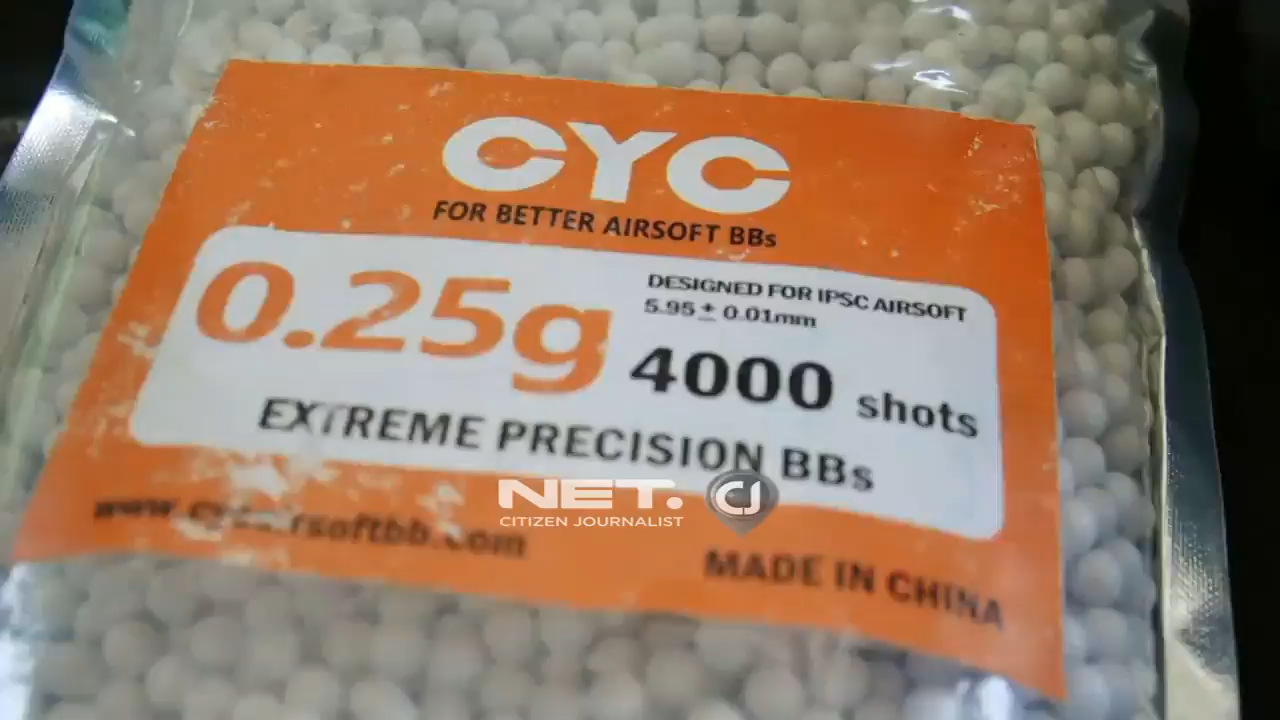 CYC
FOR BETTER AIRSOFT BBs
0.25g
DESIGNED FOR IPSC AIRSOFT
5.95 ± 0.01mm
4000 shots
EXTREME PRECISION BBs
NET. CJ
CITIZEN JOURNALIST
MADE IN CHINA